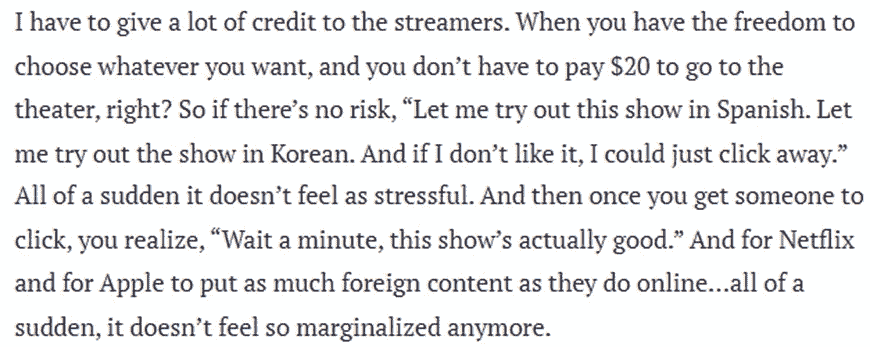 I have to give a lot of credit to the streamers. When you have the freedom to
choose whatever you want, and you don’t have to pay $20 to go to the
theater, right? So if there’s no risk, “Let me try out this show in Spanish. Let
me try out the show in Korean. And if I don’t like it, I could just click away.”
All of a sudden it doesn’t feel as stressful. And then once you get someone to
click, you realize, “Wait a minute, this show’s actually good.” And for Netflix
and for Apple to put as much foreign content as they do online...all of a
sudden, it doesn’t feel so marginalized anymore.